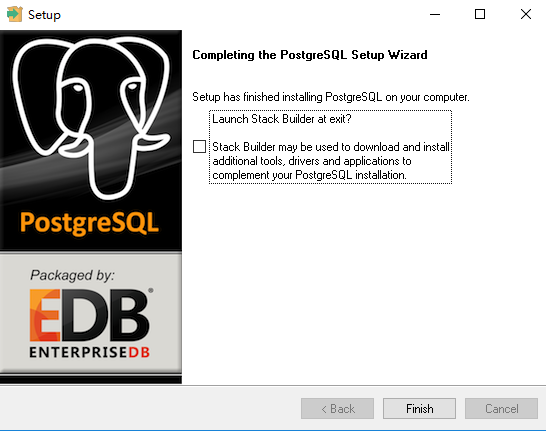 Setup
Completing the PostgreSQL Setup Wizard
Setup has finished installing PostgreSQL on your computer.
Launch Stack Builder at exit?
Stack Builder may be used to download and install
additional tools, drivers and applications to
complement your PostgreSQL installation.
PostgreSQL
Packaged by:
EDB®
ENTERPRISEDB
< Back
Finish
Cancel